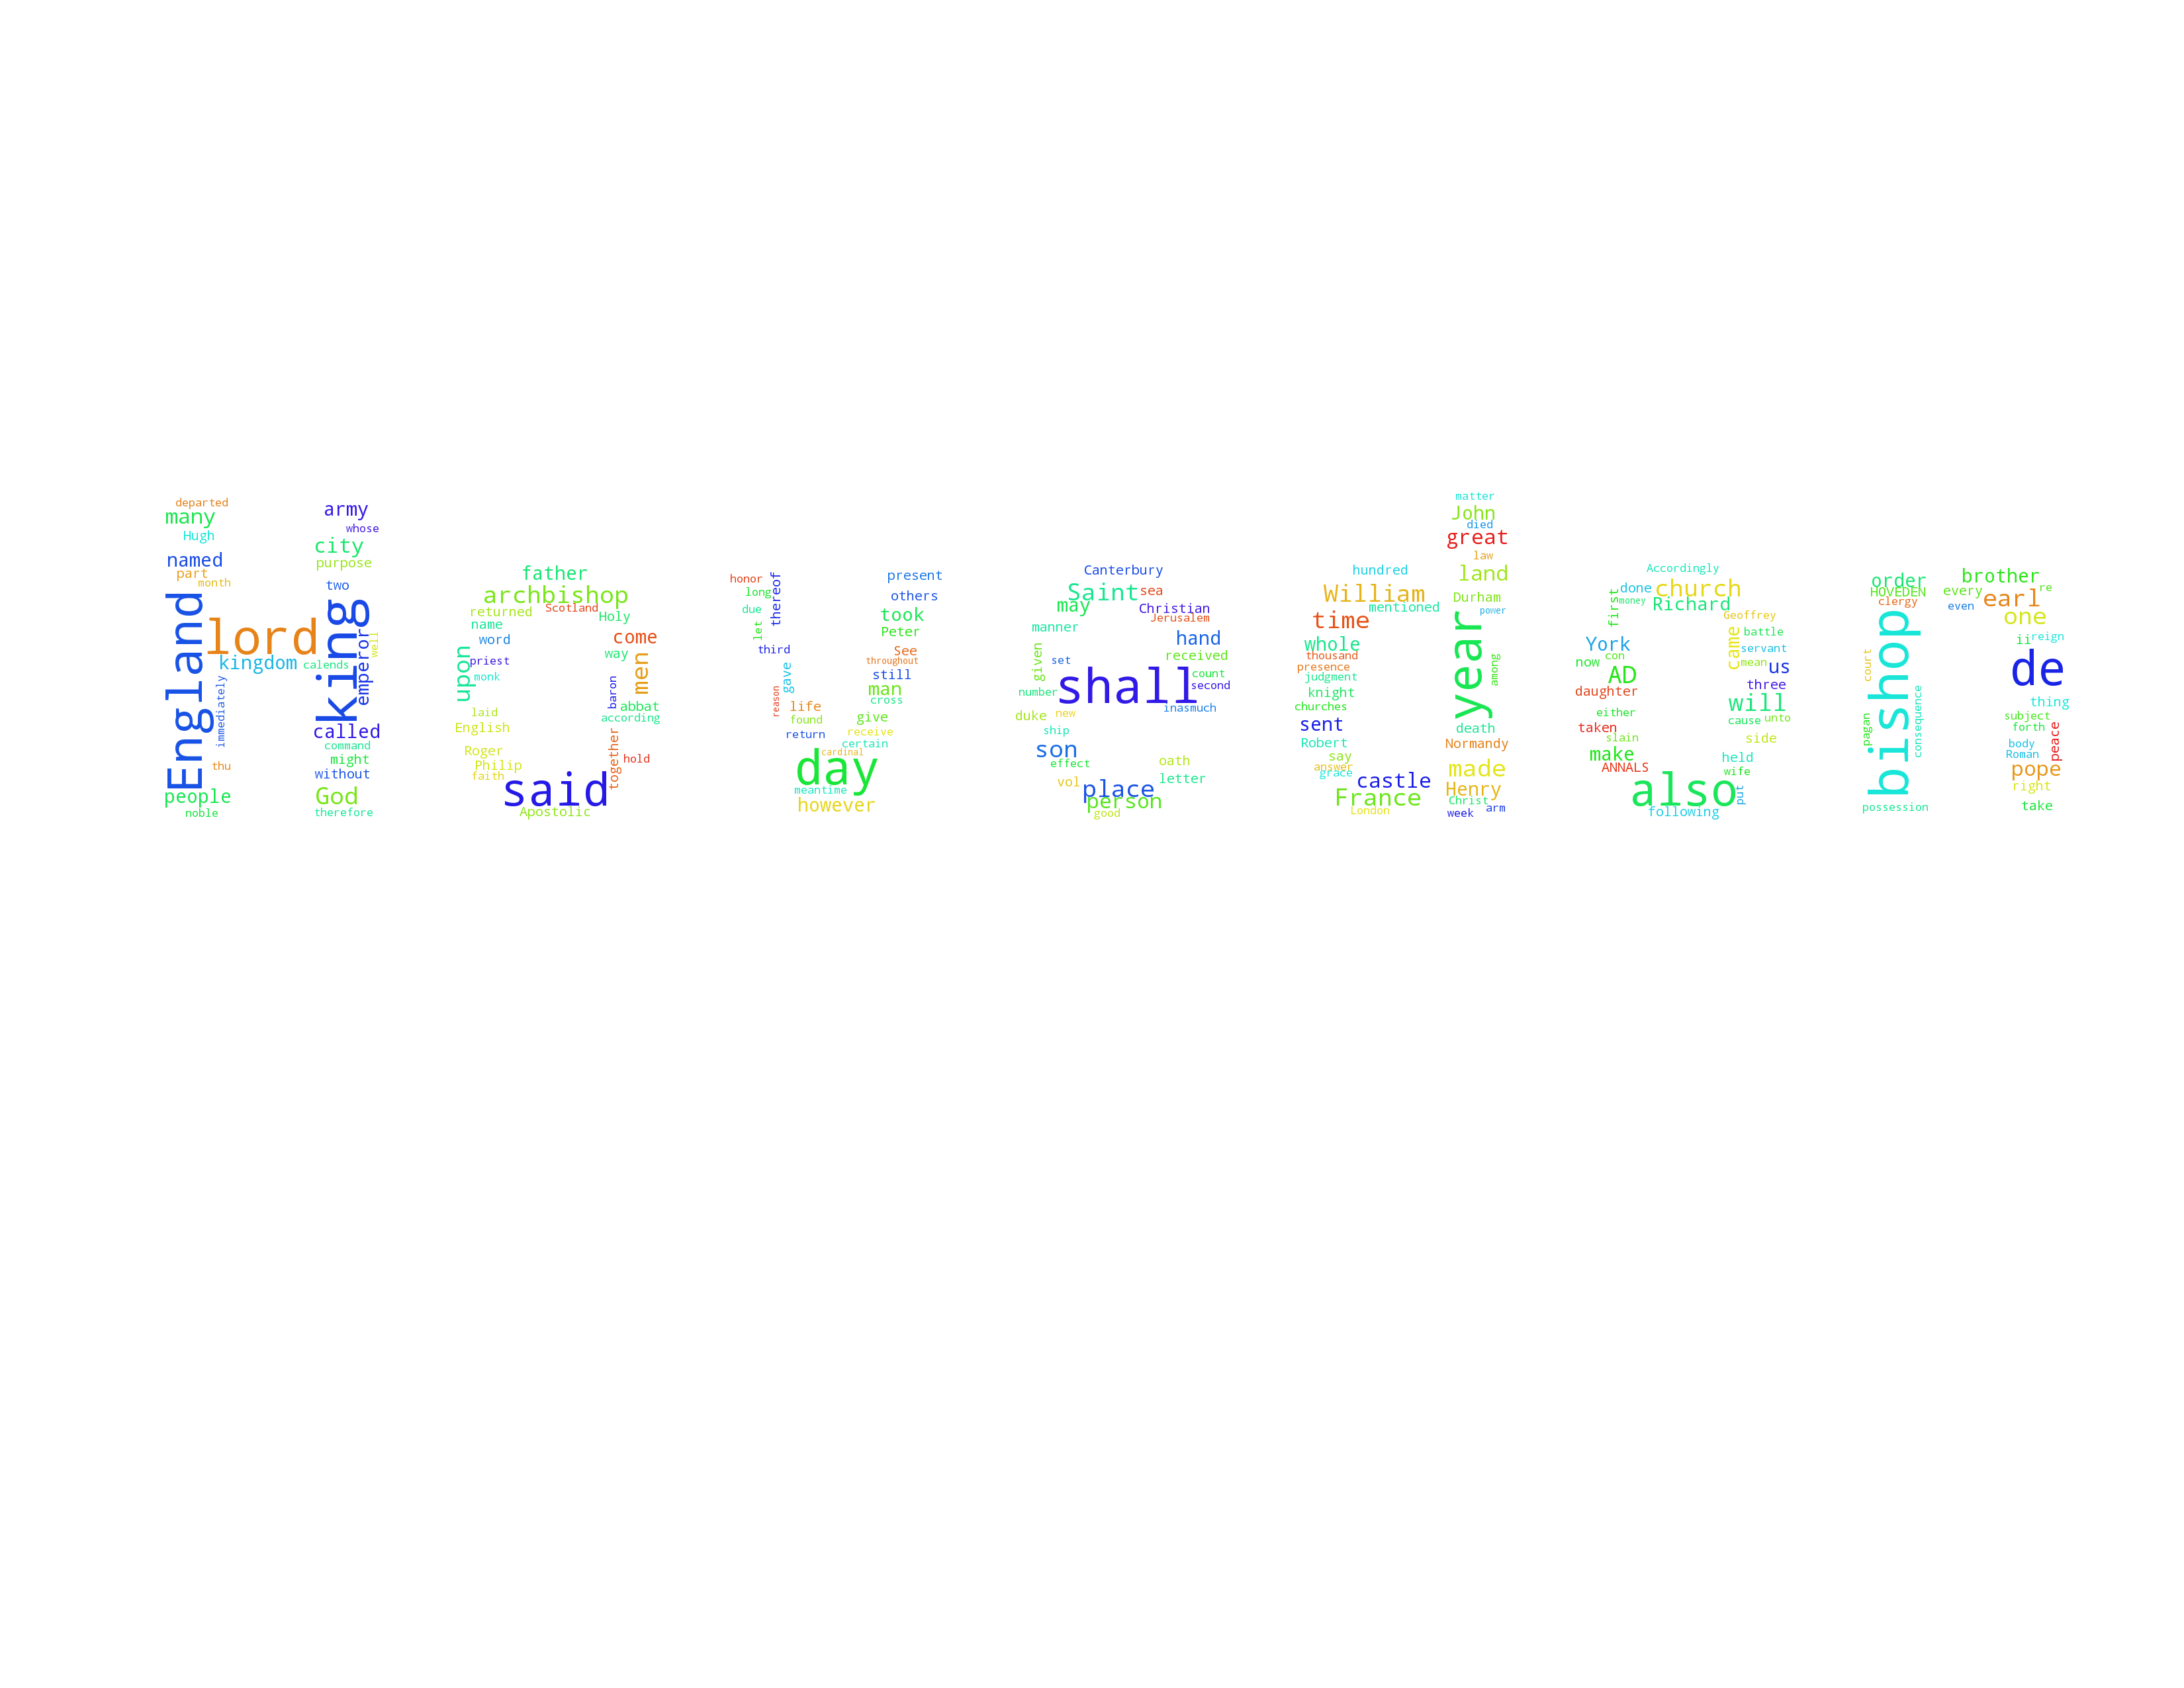 departed
many
Hugh
named
part
month
England
lord
kingdom
calends
immediately
thu
people
noble
army
whose
city
purpose
two
king
emperor
well
called
command
might
without
God
therefore
father
archbishop
returned
Scotland
Holy
name
word
come
way
priest
upon
monk
men
baron
abbat
according
laid
English
Roger
Philip
faith
together
hold
said
Apostolic
honor
long
thereof
due
let
third
present
others
took
Peter
See
throughout
still
gave
man
cross
reason
life
found
give
return
receive
certain
cardinal
day
meantime
however
Canterbury
Saint
sea
may
Christian
Jerusalem
manner
hand
received
given
set
number
shall
count
second
inasmuch
duke
new
ship
son
effect
oath
vol
letter
place
person
good
matter
John
died
great
law
land
hundred
William
mentioned
Durham
power
time
whole
thousand
presence
judgment
knight
churches
year
among
sent
Robert
say
answer
grace
death
Normandy
castle
made
France
Henry
Christ
London
week
arm
Accordingly
done
church
first
money
Richard
Geoffrey
York
came
battle
servant
now
con
mean
us
AD
three
daughter
will
either
cause
unto
taken
slain
side
make
held
ANNALS
wife
also
put
following
order
HOVEDEN
clergy
brother
every
re
even
earl
one
bishop
ii
reign
court
de
consequence
thing
subject
forth
pagan
body
Roman
peace
pope
right
possession
take